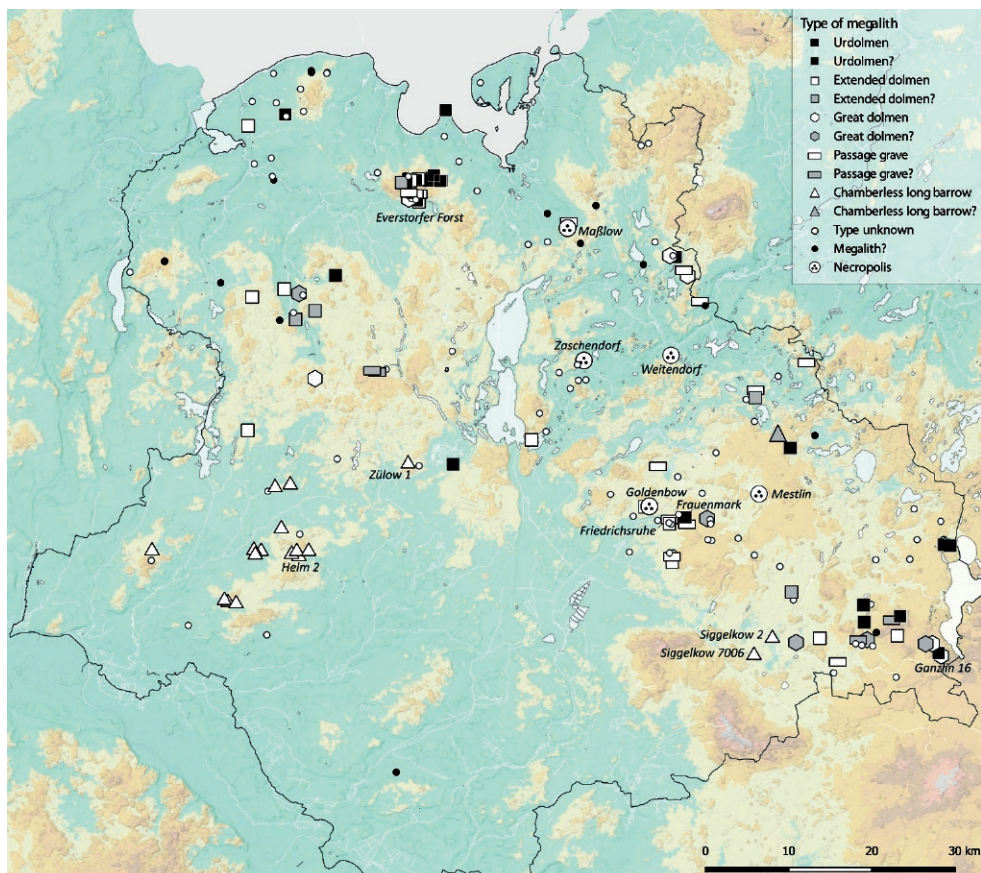 Type of megalith
Urdolmen
Urdolmen?
Extended dolmen
Extended dolmen?
Great dolmen
Great dolmen?
Passage grave
Passage grave?
Chamberless long barrow
Chamberless long barrow?
Type unknown
Megalith?
Necropolis
Everstorfer Forst
Maßlow
Zaschendorf
Weitendorf
Zülow 1
Goldenbow
Mestlin
Frauenmark
Friedrichsruhe
Helm 2
Siggelkow 2
Siggelkow 7006
Ganzlin 16
0 10 20 30 km